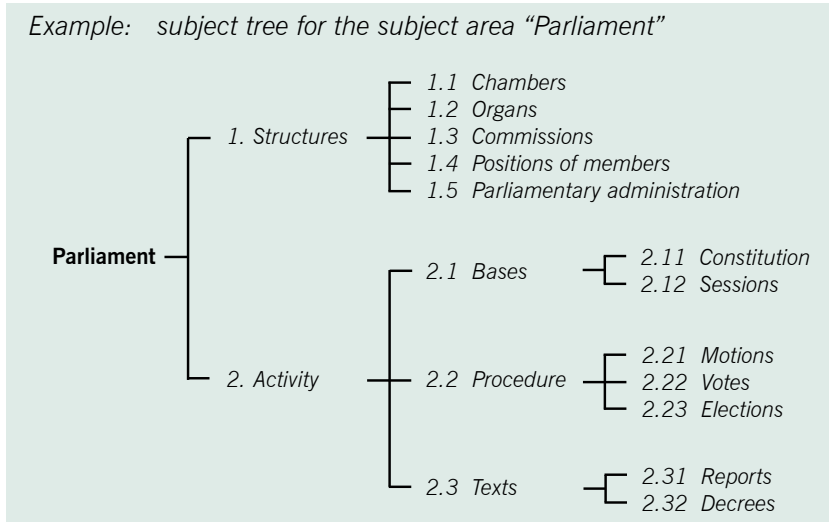 Example: subject tree for the subject area “Parliament”
Parliament
1. Structures
1.1 Chambers
1.2 Organs
1.3 Commissions
1.4 Positions of members
1.5 Parliamentary administration
2. Activity
2.1 Bases
2.11 Constitution
2.12 Sessions
2.2 Procedure
2.21 Motions
2.22 Votes
2.23 Elections
2.3 Texts
2.31 Reports
2.32 Decrees